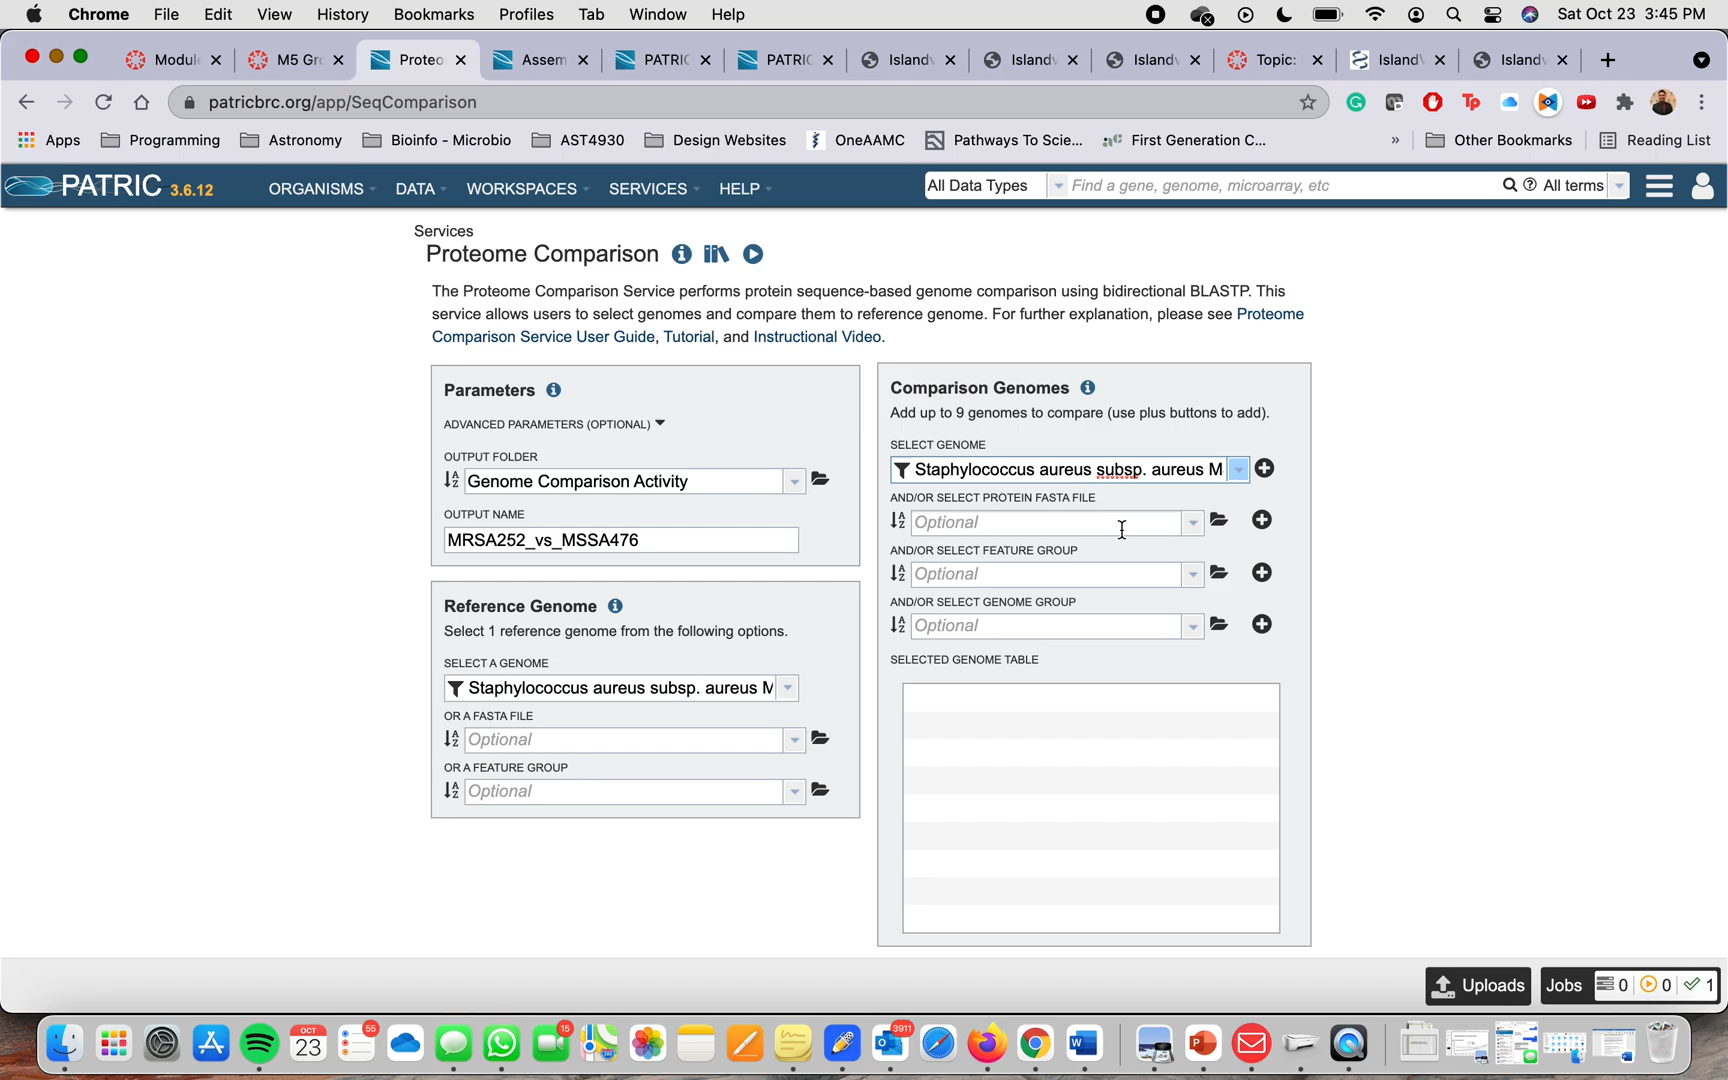 Chrome File Edit View History Bookmarks Profiles Tab Window Help Sat Oct 23 3:45 PM
Modul M5 Gr Proteo Assem PATRIC PATRIC Island Island Island Topic: Island Island
patricbrc.org/app/SeqComparison
Apps Programming Astronomy Bioinfo - Microbio AST4930 Design Websites OneAAMC Pathways To Scie... First Generation C... » Other Bookmarks Reading List
PATRIC 3.6.12 ORGANISMS DATA WORKSPACES SERVICES HELP All Data Types Find a gene, genome, microarray, etc All terms
Services
Proteome Comparison
The Proteome Comparison Service performs protein sequence-based genome comparison using bidirectional BLASTP. This
service allows users to select genomes and compare them to reference genome. For further explanation, please see Proteome
Comparison Service User Guide, Tutorial, and Instructional Video.
Parameters
ADVANCED PARAMETERS (OPTIONAL)
OUTPUT FOLDER
Genome Comparison Activity
OUTPUT NAME
MRSA252_vs_MSSA476
Reference Genome
Select 1 reference genome from the following options.
SELECT A GENOME
Staphylococcus aureus subsp. aureus M
OR A FASTA FILE
Optional
OR A FEATURE GROUP
Optional
Comparison Genomes
Add up to 9 genomes to compare (use plus buttons to add).
SELECT GENOME
Staphylococcus aureus subsp. aureus M
AND/OR SELECT PROTEIN FASTA FILE
Optional
AND/OR SELECT FEATURE GROUP
Optional
AND/OR SELECT GENOME GROUP
Optional
SELECTED GENOME TABLE
Uploads Jobs 0 0 1
OCT
23
55
15
3911